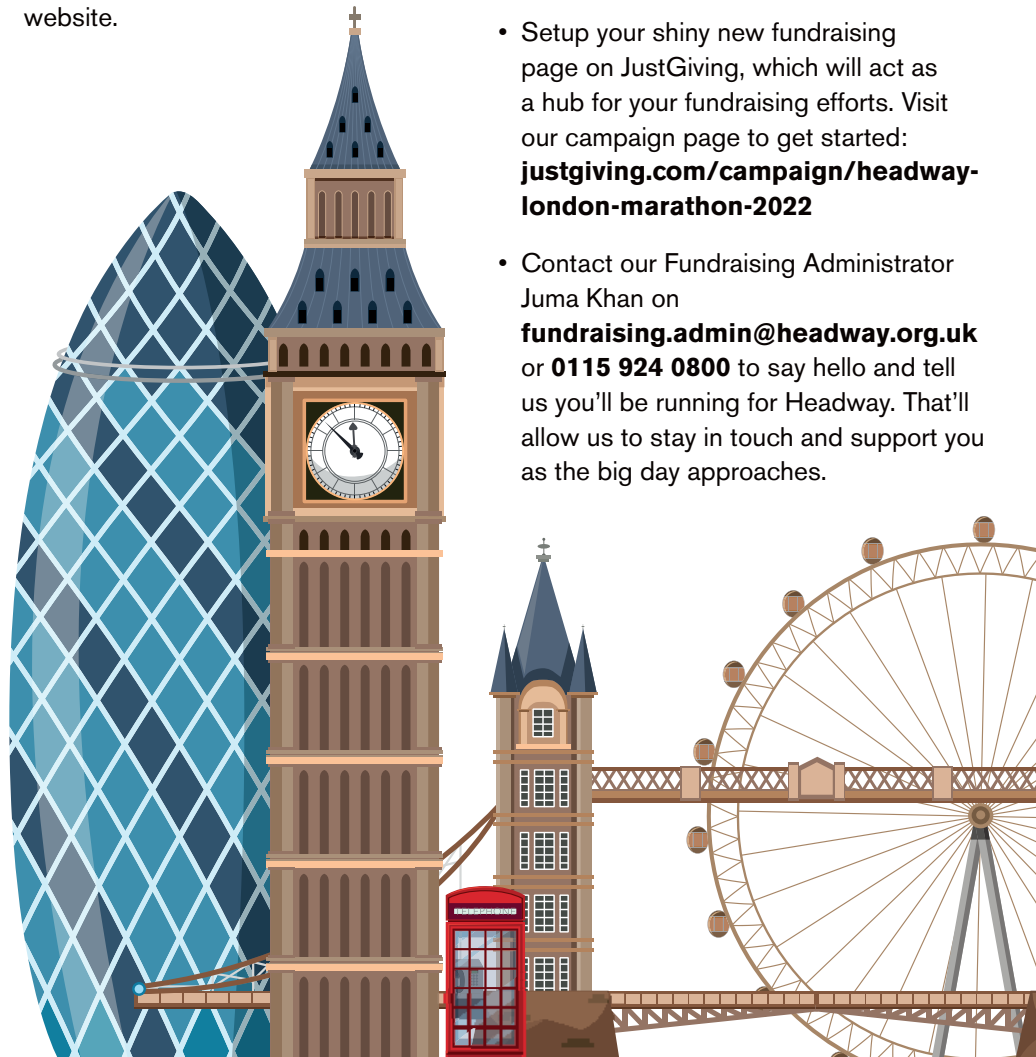 website.
• Setup your shiny new fundraising
page on JustGiving, which will act as
a hub for your fundraising efforts. Visit
our campaign page to get started:
justgiving.com/campaign/headway-
london-marathon-2022
• Contact our Fundraising Administrator
Juma Khan on
fundraising.admin@headway.org.uk
or 0115 924 0800 to say hello and tell
us you’ll be running for Headway. That’ll
allow us to stay in touch and support you
as the big day approaches.
TELEPHONE